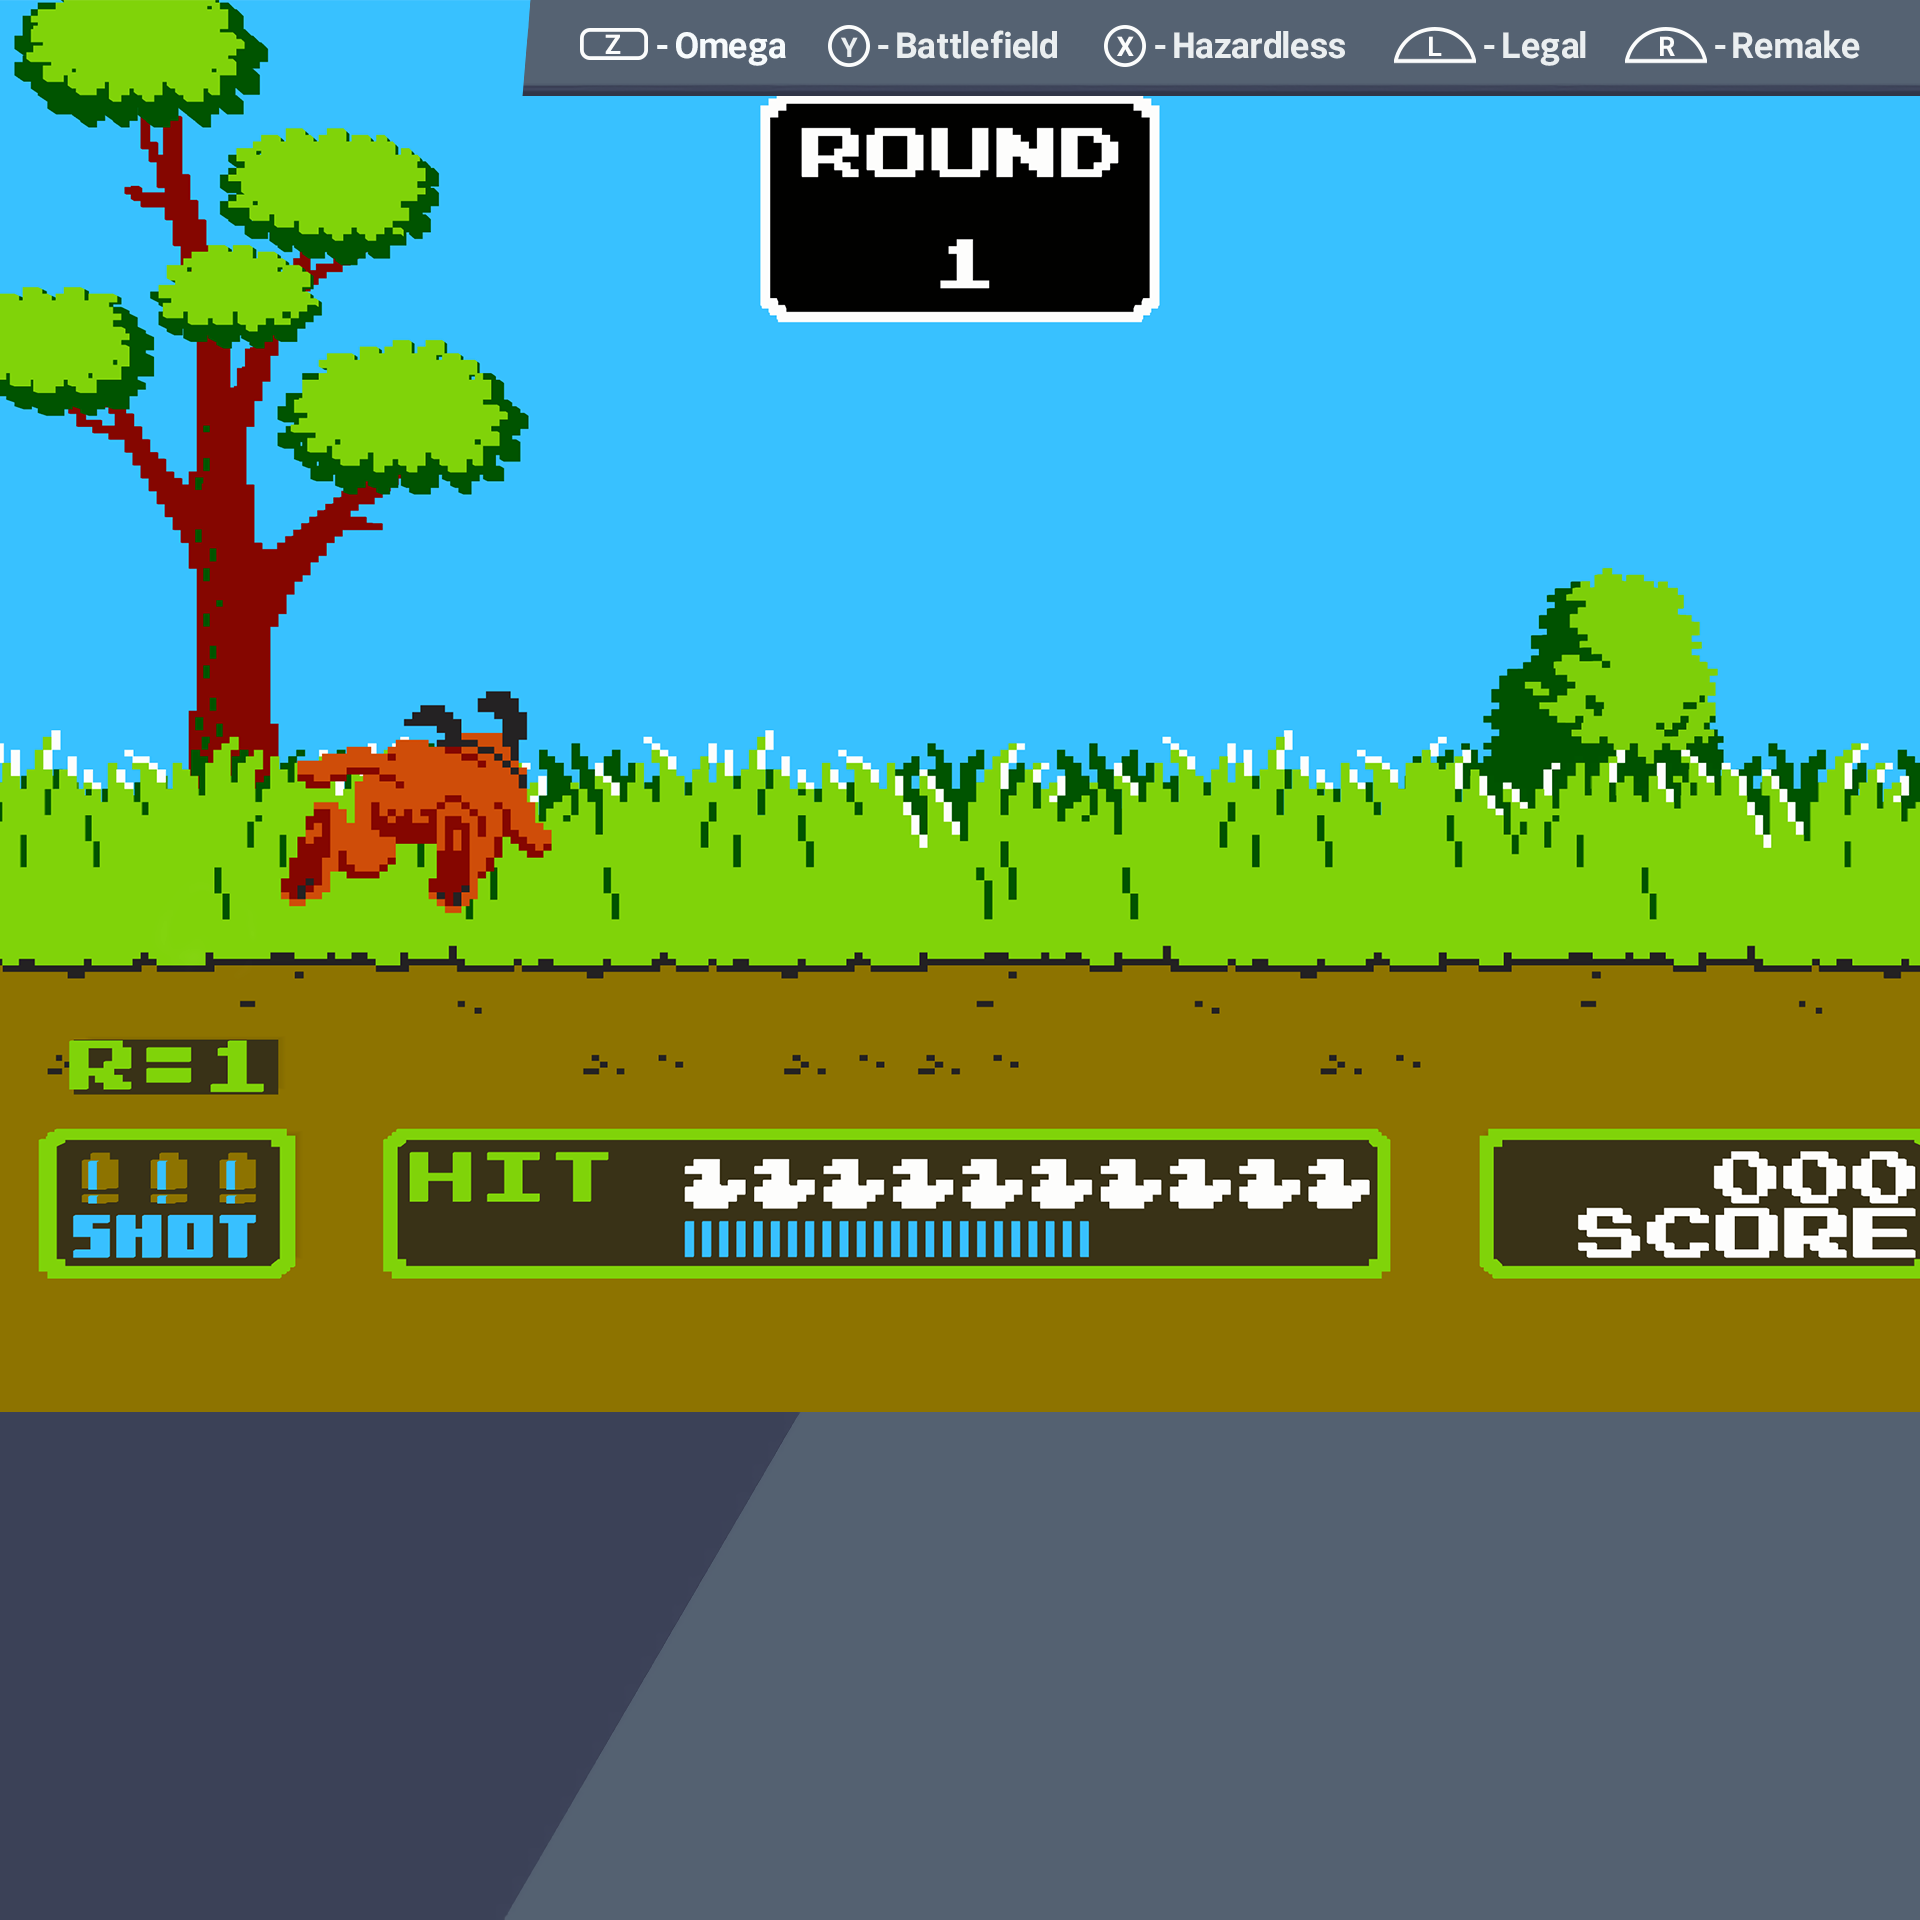 Z - Omega Y - Battlefield X - Hazardless L - Legal R - Remake
ROUND
1
R=1
HIT
000
SHOT
SCORE